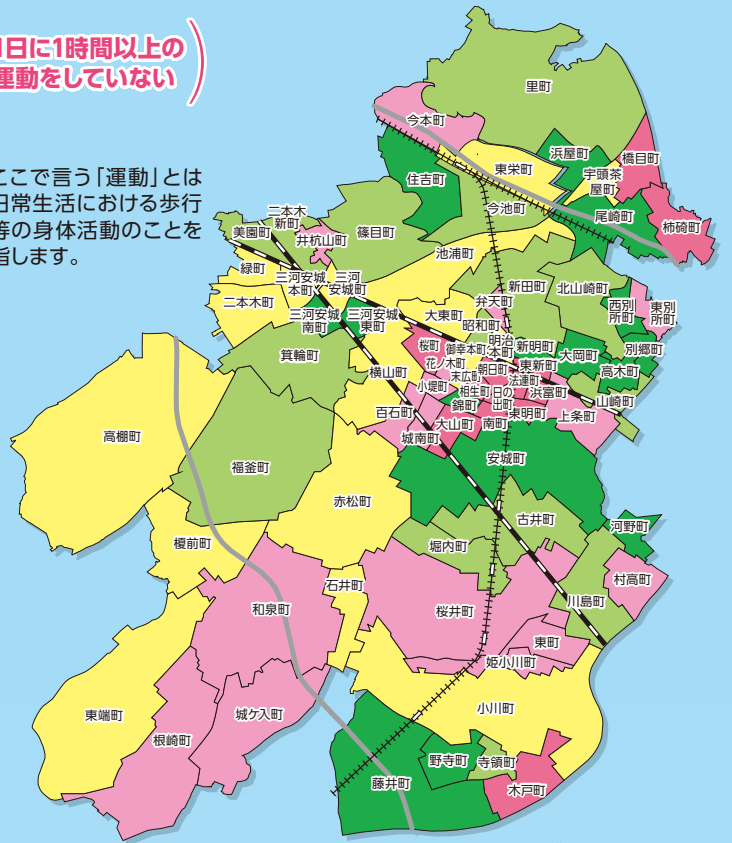 1日に1時間以上の
運動をしていない
ここで言う「運動」とは
日常生活における歩行
等の身体活動のことを
指します。
里町
今本町
浜屋町
橋目町
東栄町
宇頭茶
屋町
住吉町
今池町
尾崎町
柿碕町
二本木
新町
美園町
井杭山町
篠目町
池浦町
緑町
三河安城
本町
三河
安城町
新田町
北山崎町
二本木町
弁天町
西別
所町
東別
所町
三河安城
南町
三河安城
東町
大東町
昭和町
明治
本町
新明町
別郷町
箕輪町
桜町
御幸本町
大岡町
花ノ木町
朝日町
東新町
高木町
横山町
末広町
法連町
小堤町
相生町
日の
出町
浜富町
山崎町
百石町
錦町
東明町
上条町
城南町
大山町
南町
高棚町
安城町
福釜町
赤松町
古井町
河野町
榎前町
堀内町
石井町
村高町
和泉町
桜井町
川島町
東町
姫小川町
東端町
城ケ入町
小川町
根崎町
野寺町
寺領町
藤井町
木戸町